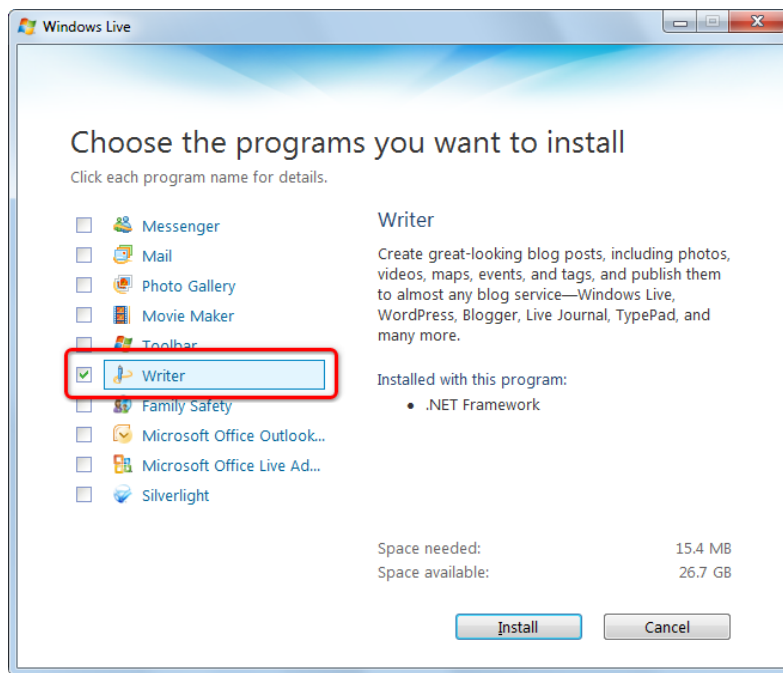 Windows Live
Choose the programs you want to install
Click each program name for details.
Messenger
Mail
Photo Gallery
Movie Maker
Toolbar
Writer
Family Safety
Microsoft Office Outlook...
Microsoft Office Live Ad...
Silverlight
Writer
Create great-looking blog posts, including photos,
videos, maps, events, and tags, and publish them
to almost any blog service—Windows Live,
WordPress, Blogger, Live Journal, TypePad, and
many more.
Installed with this program:
• .NET Framework
Space needed: 15.4 MB
Space available: 26.7 GB
Install Cancel